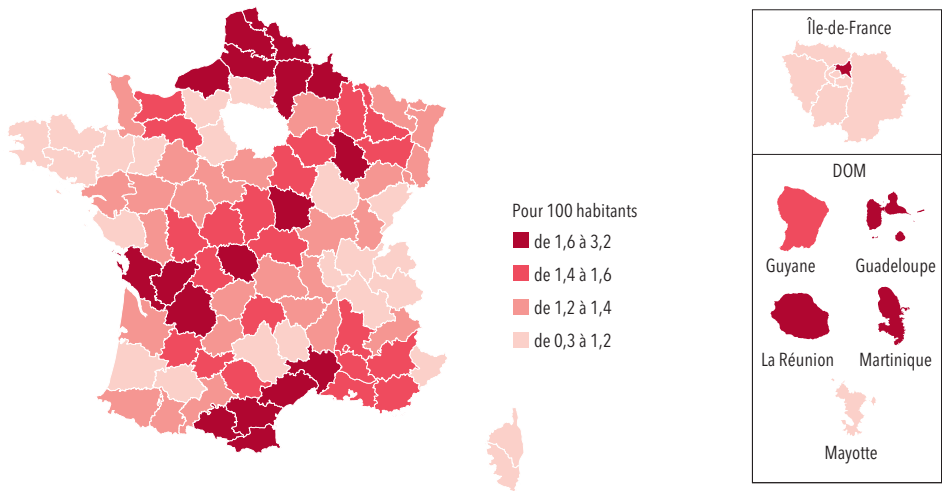 Île-de-France
DOM
Pour 100 habitants
de 1,6 à 3,2
de 1,4 à 1,6
de 1,2 à 1,4
de 0,3 à 1,2
Guyane
Guadeloupe
La Réunion
Martinique
Mayotte